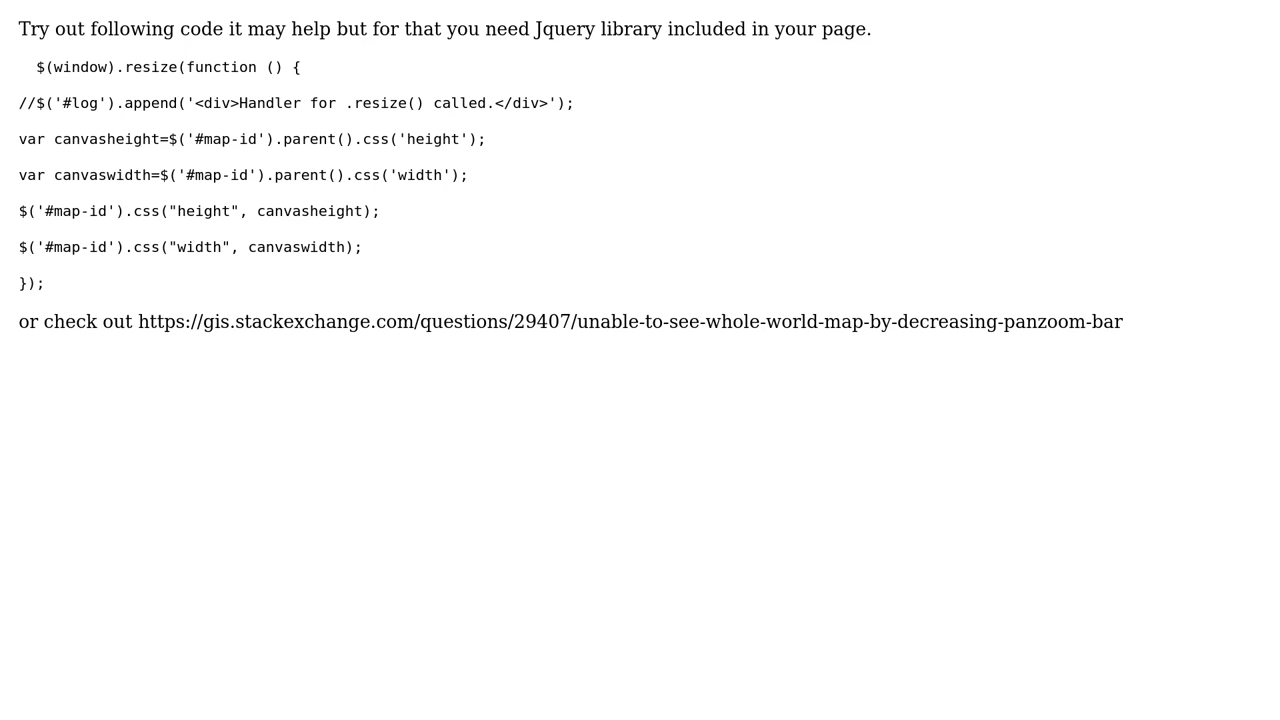 Try out following code it may help but for that you need Jquery library included in your page.
  $(window).resize(function () {
//$('#log').append('<div>Handler for .resize() called.</div>');
var canvasheight=$('#map-id').parent().css('height');
var canvaswidth=$('#map-id').parent().css('width');
$('#map-id').css("height", canvasheight);
$('#map-id').css("width", canvaswidth);
});
or check out https://gis.stackexchange.com/questions/29407/unable-to-see-whole-world-map-by-decreasing-panzoom-bar